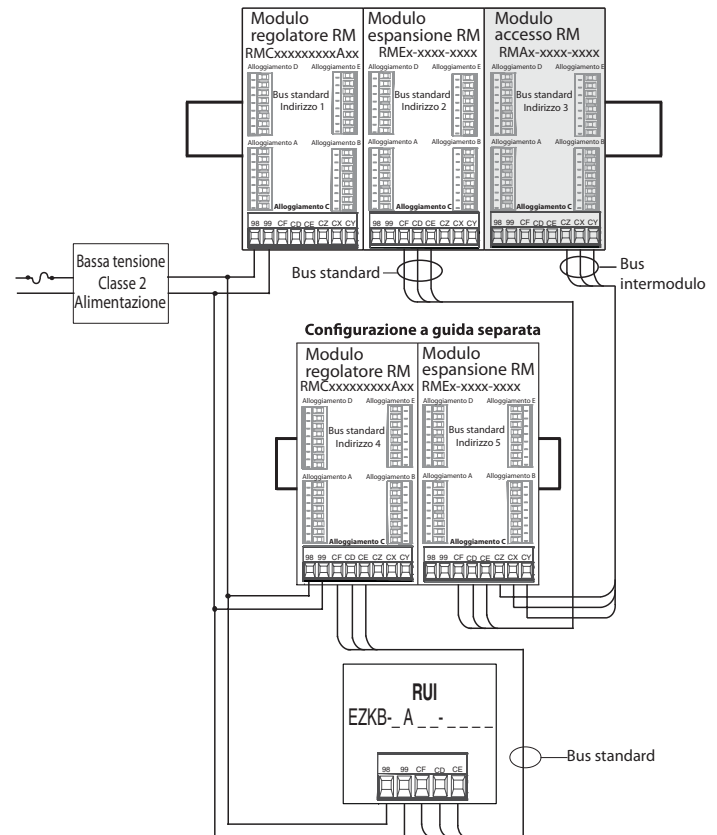 Modulo
regolatore RM
RMCxxxxxxxxxAxx
Alloggiamento D Alloggiamento E
Bus standard
Indirizzo 1
Alloggiamento A Alloggiamento B
Alloggiamento C
98 99 CF CD CE CZ CX CY
Modulo
espansione RM
RMEx-xxxx-xxxx
Alloggiamento D Alloggiamento E
Bus standard
Indirizzo 2
Alloggiamento A Alloggiamento B
Alloggiamento C
98 99 CF CD CE CZ CX CY
Modulo
accesso RM
RMAx-xxxx-xxxx
Alloggiamento D Alloggiamento E
Bus standard
Indirizzo 3
Alloggiamento A Alloggiamento B
Alloggiamento C
98 99 CF CD CE CZ CX CY
Bassa tensione
Classe 2
Alimentazione
Bus standard
Bus
intermodulo
Configurazione a guida separata
Modulo
regolatore RM
RMCxxxxxxxxxAxx
Alloggiamento D Alloggiamento E
Bus standard
Indirizzo 4
Alloggiamento A Alloggiamento B
Alloggiamento C
98 99 CF CD CE CZ CX CY
Modulo
espansione RM
RMEx-xxxx-xxxx
Alloggiamento D Alloggiamento E
Bus standard
Indirizzo 5
Alloggiamento A Alloggiamento B
Alloggiamento C
98 99 CF CD CE CZ CX CY
RUI
EZKB-_A__-____
98 99 CF CD CE
Bus standard